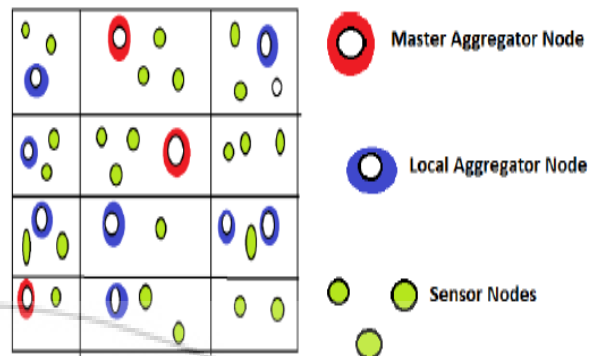 Master Aggregator Node
Local Aggregator Node
Sensor Nodes